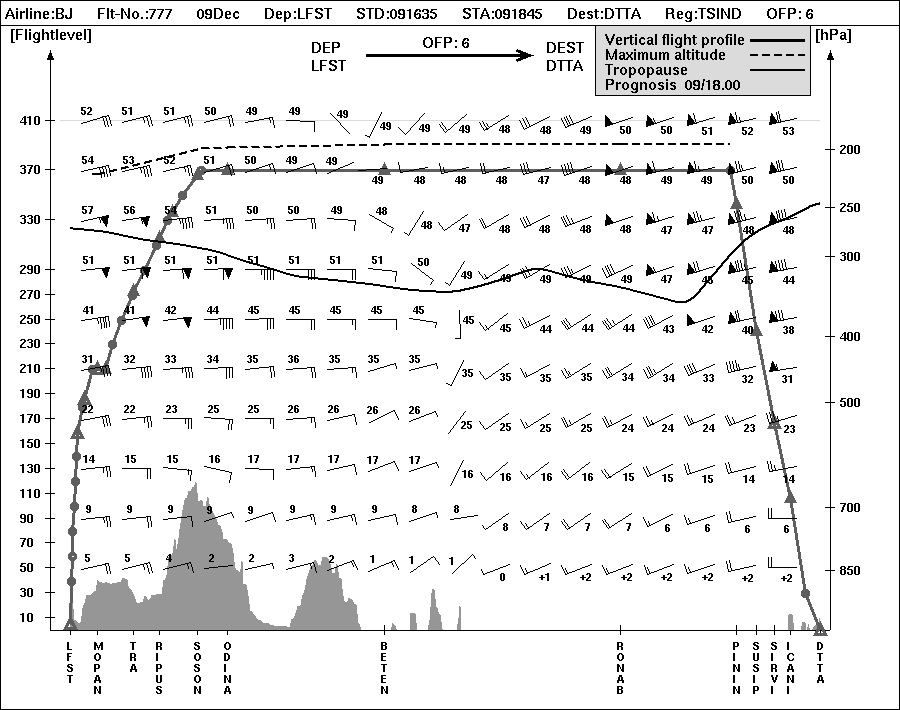 Airline:BJ Flt-No.:777 09Dec Dep:LFST STD:091635 STA:091845 Dest:DTTA Reg:TSIND OFP: 6
[Flightlevel] [hPa]
DEP OFP: 6 DEST
LFST DTTA
Vertical flight profile
Maximum altitude
Tropopause
Prognosis 09/18.00
410 52 51 51 50 49 49 49 49 49 49 48 48 49 50 50 51 52 53
390
200
370 54 53 52 51 50 49 49 49 48 48 48 47 48 48 49 49 50 50
250
330 57 56 54 51 50 50 49 48 48 47 48 48 48 48 47 47 48 48
300
290 51 51 51 51 51 51 51 51 50 49 49 49 49 49 47 45 44
270
250 41 41 42 44 45 45 45 45 45 45 45 44 44 44 43 42 40 38
400
230
210 31 32 33 34 35 36 35 35 35 35 35 35 35 34 34 33 32 31
190
500
170 22 22 23 25 25 26 26 26 26 25 25 25 25 24 24 24 23 23
150
130 14 15 15 16 17 17 17 17 17 16 16 16 16 15 15 15 14 14
110
700
90 9 9 9 9 9 9 9 9 8 8 8 7 7 7 6 6 6 6
70
50 5 5 4 2 2 3 2 1 1 1 0 +1 +2 +2 +2 +2 +2 +2
850
30
10
LFST
MOPAN
TRA
RIPUS
SOSON
ODINA
BETEN
RONAB
PININ
SUSIP
SIRVI
ICANI
DTTA